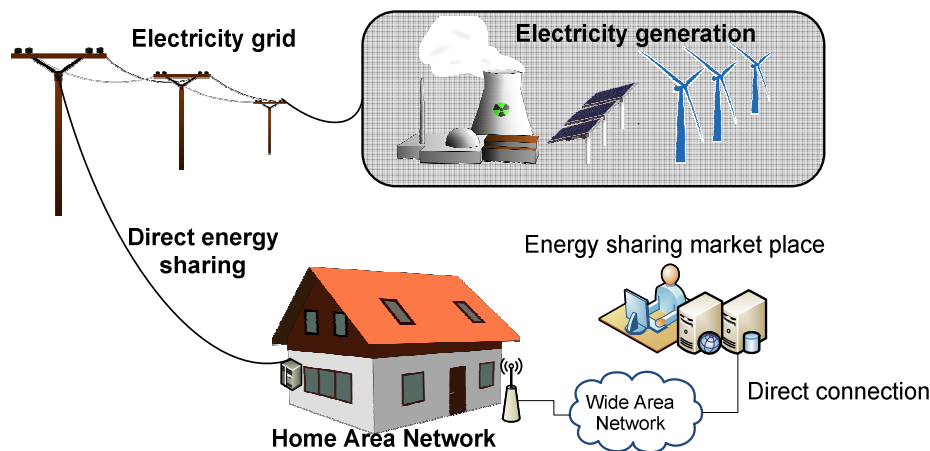 Electricity grid
Electricity generation
Direct energy
sharing
Energy sharing market place
Wide Area
Network
Direct connection
Home Area Network